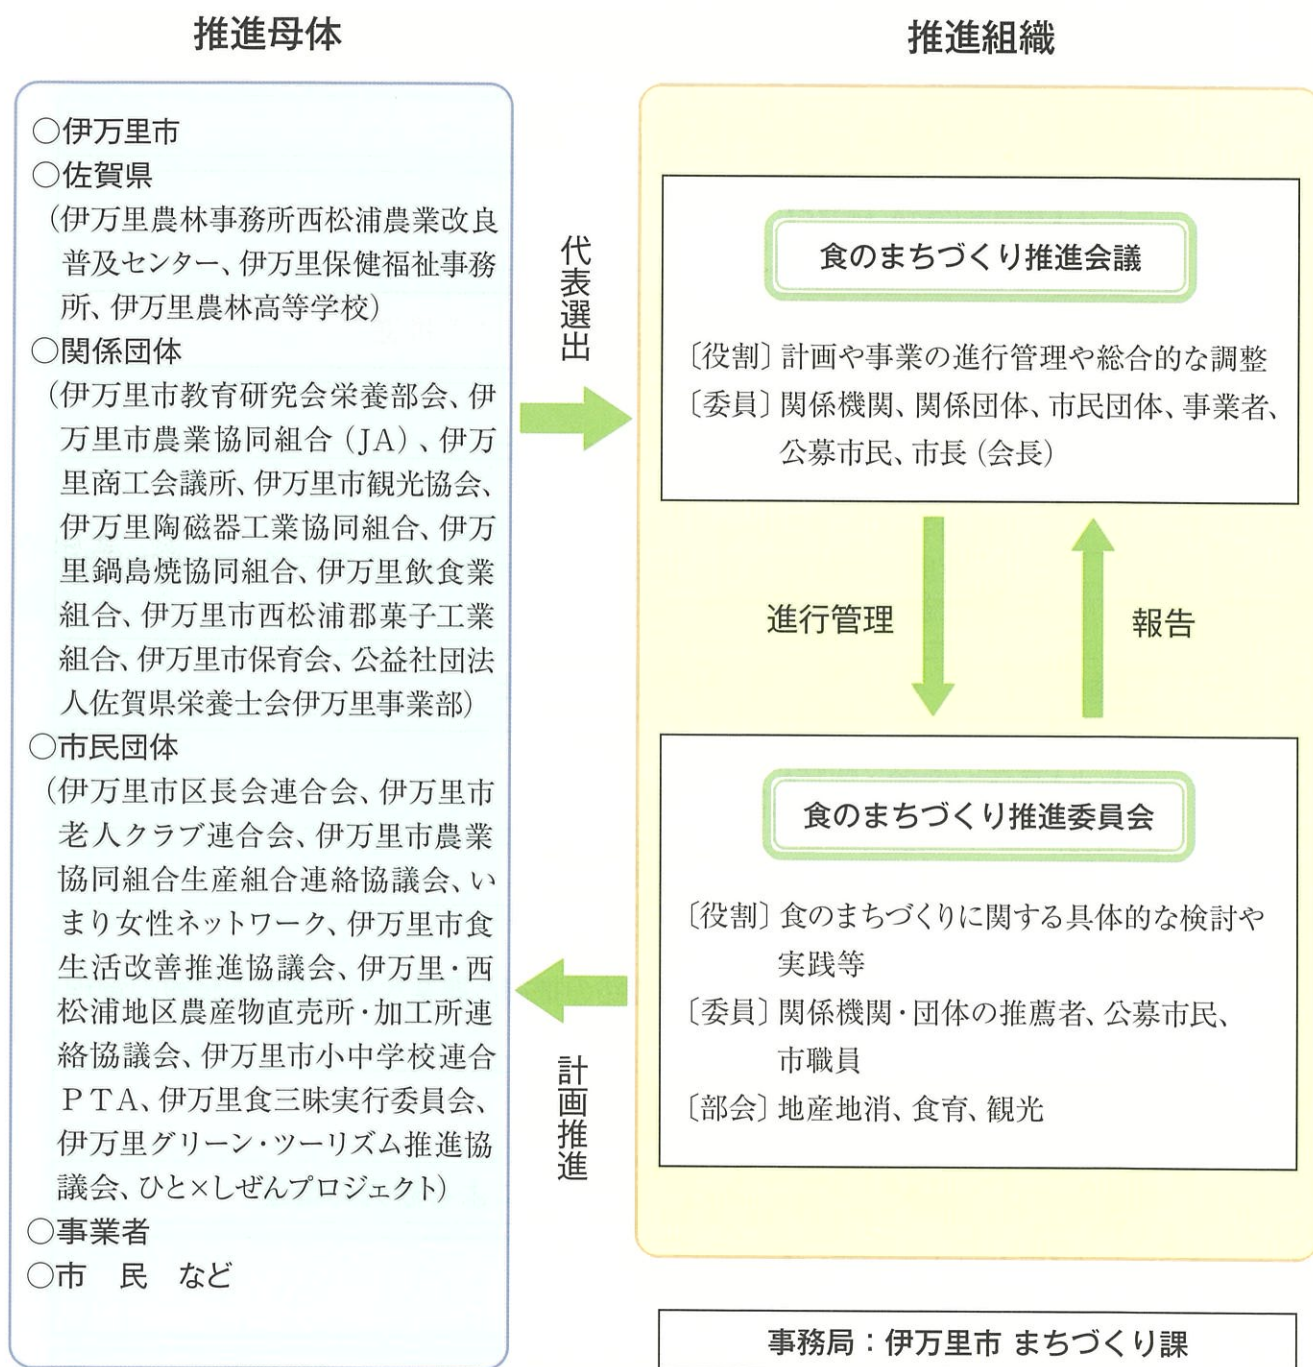 推進母体
○伊万里市
○佐賀県
(伊万里農林事務所西松浦農業改良
普及センター、伊万里保健福祉事務
所、伊万里農林高等学校)
○関係団体
(伊万里市教育研究会栄養部会、伊
万里市農業協同組合(JA)、伊万
里商工会議所、伊万里市観光協会、
伊万里陶磁器工業協同組合、伊万
里鍋島焼協同組合、伊万里飲食業
組合、伊万里市西松浦郡菓子工業
組合、伊万里市保育会、公益社団法
人佐賀県栄養士会伊万里事業部)
○市民団体
(伊万里市区長会連合会、伊万里市
老人クラブ連合会、伊万里市農業
協同組合生産組合連絡協議会、い
まり女性ネットワーク、伊万里市食
生活改善推進協議会、伊万里・西
松浦地区農産物直売所・加工所連
絡協議会、伊万里市小中学校連合
PTA、伊万里食三昧実行委員会、
伊万里グリーン・ツーリズム推進協
議会、ひと×しぜんプロジェクト)
○事業者
○市 民 など
代表選出
計画推進
推進組織
食のまちづくり推進会議
〔役割〕計画や事業の進行管理や総合的な調整
〔委員〕関係機関、関係団体、市民団体、事業者、
公募市民、市長(会長)
進行管理
報告
食のまちづくり推進委員会
〔役割〕食のまちづくりに関する具体的な検討や
実践等
〔委員〕関係機関・団体の推薦者、公募市民、
市職員
〔部会〕地産地消、食育、観光
事務局:伊万里市 まちづくり課